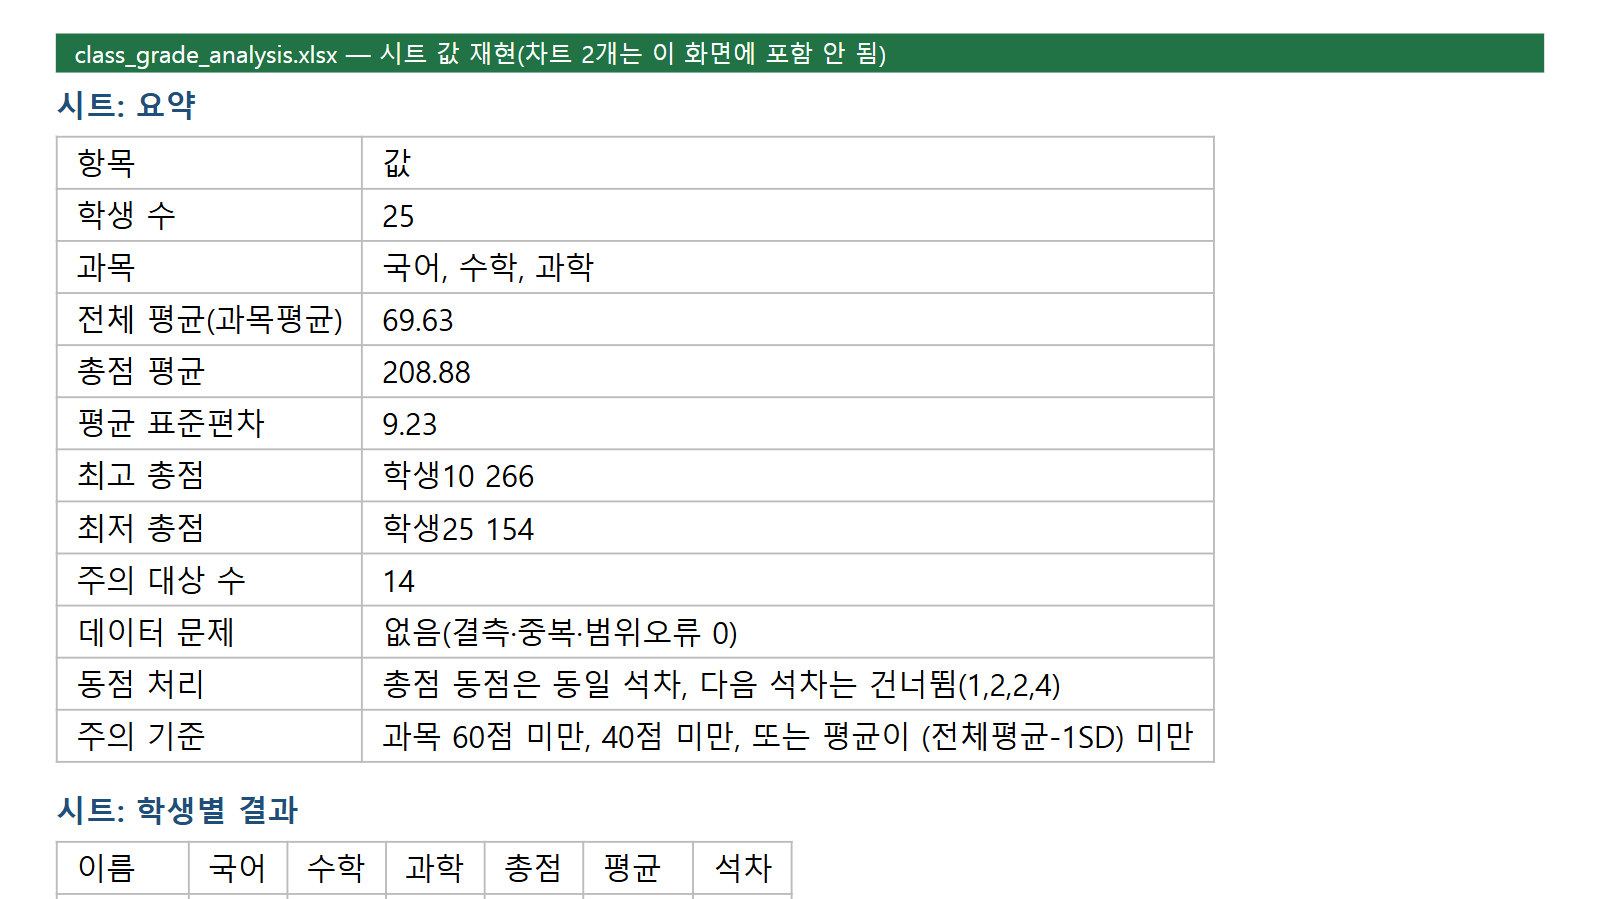 class_grade_analysis.xlsx — 시트 값 재현(차트 2개는 이 화면에 포함 안 됨)
시트: 요약
항목 값
학생 수 25
과목 국어, 수학, 과학
전체 평균(과목평균) 69.63
총점 평균 208.88
평균 표준편차 9.23
최고 총점 학생10 266
최저 총점 학생25 154
주의 대상 수 14
데이터 문제 없음(결측·중복·범위오류 0)
동점 처리 총점 동점은 동일 석차, 다음 석차는 건너뜀(1,2,2,4)
주의 기준 과목 60점 미만, 40점 미만, 또는 평균이 (전체평균-1SD) 미만
시트: 학생별 결과
이름 국어 수학 과학 총점 평균 석차